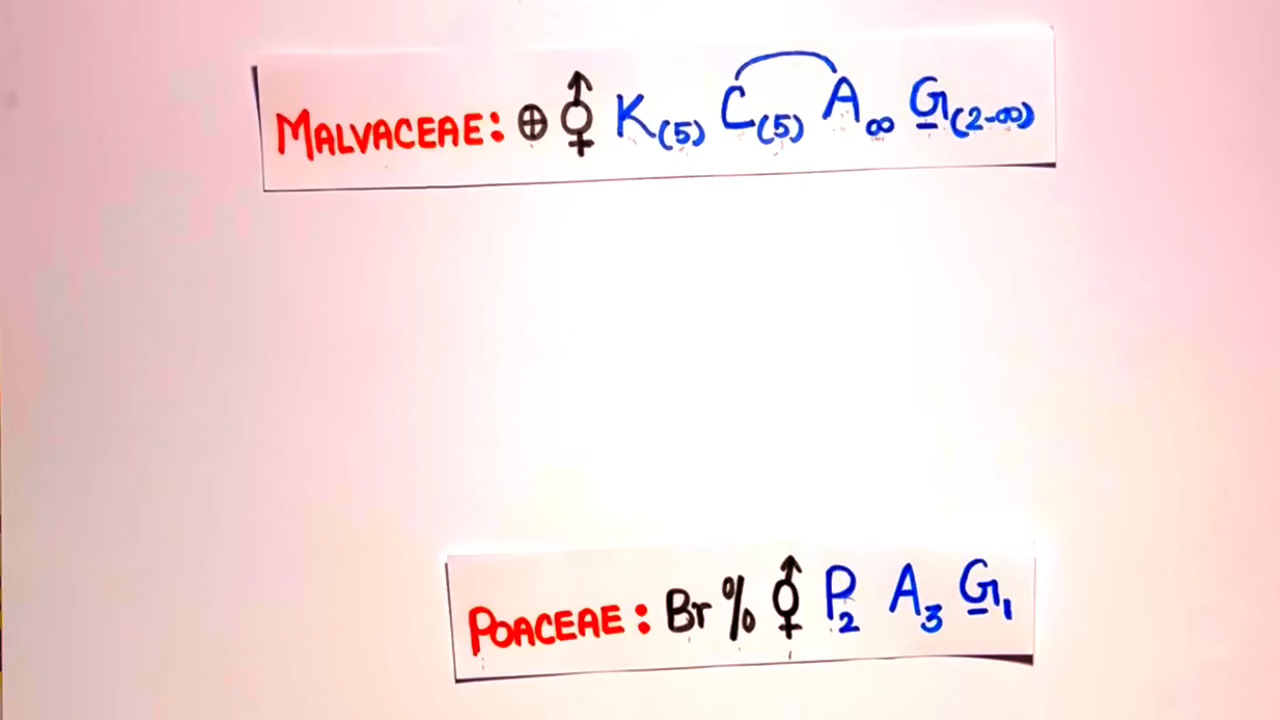 MALVACEAE: ⊕ ⚥ K(5) C(5) A∞ G(2-∞)
POACEAE: Br % ⚥ P2 A3 G1